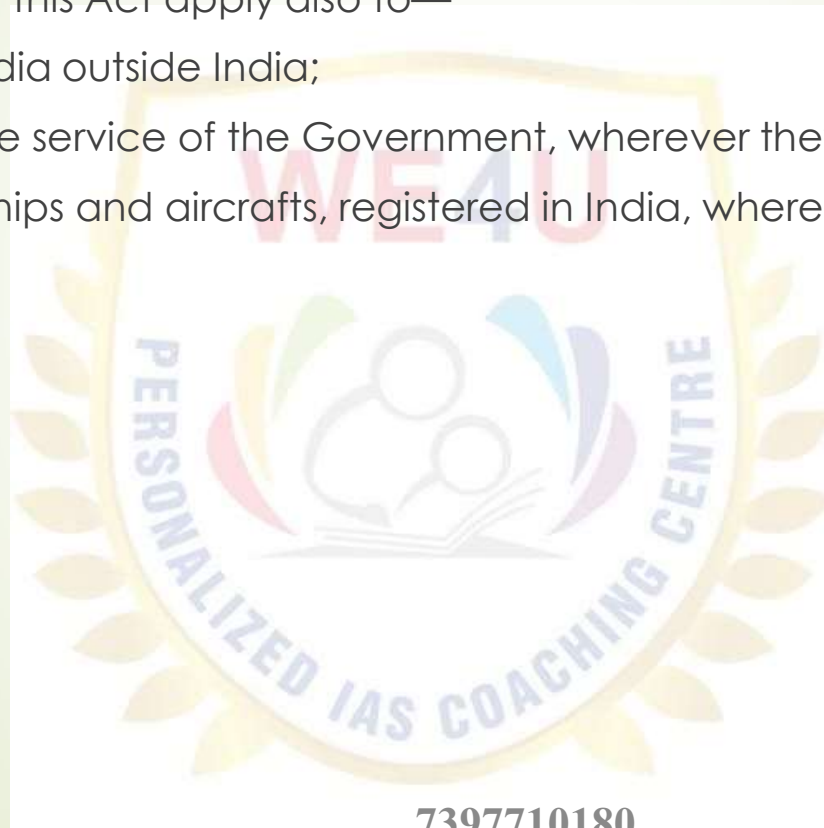 this Act apply also to—
dia outside India;
e service of the Government, wherever the
hips and aircrafts, registered in India, where
WE4U
PERSONALIZED IAS COACHING CENTRE
7397710180